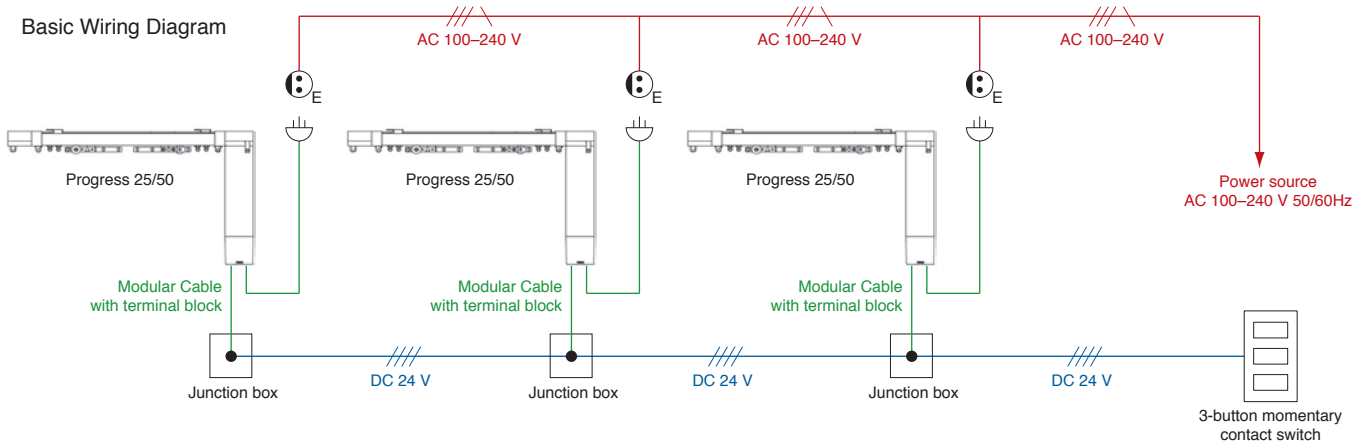 Basic Wiring Diagram
AC 100–240 V
AC 100–240 V
AC 100–240 V
E
E
E
Progress 25/50
Progress 25/50
Progress 25/50
Power source
AC 100–240 V 50/60Hz
Modular Cable
with terminal block
Modular Cable
with terminal block
Modular Cable
with terminal block
DC 24 V
DC 24 V
DC 24 V
Junction box
Junction box
Junction box
3-button momentary
contact switch